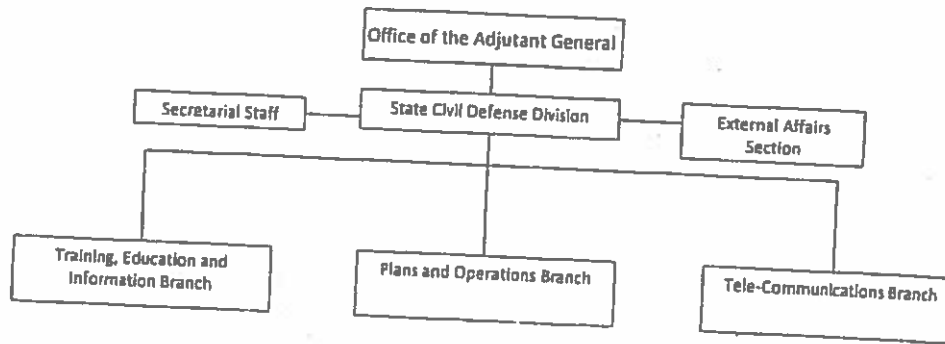 Office of the Adjutant General
Secretarial Staff
State Civil Defense Division
External Affairs
Section
Training, Education and
Information Branch
Plans and Operations Branch
Tele-Communications Branch